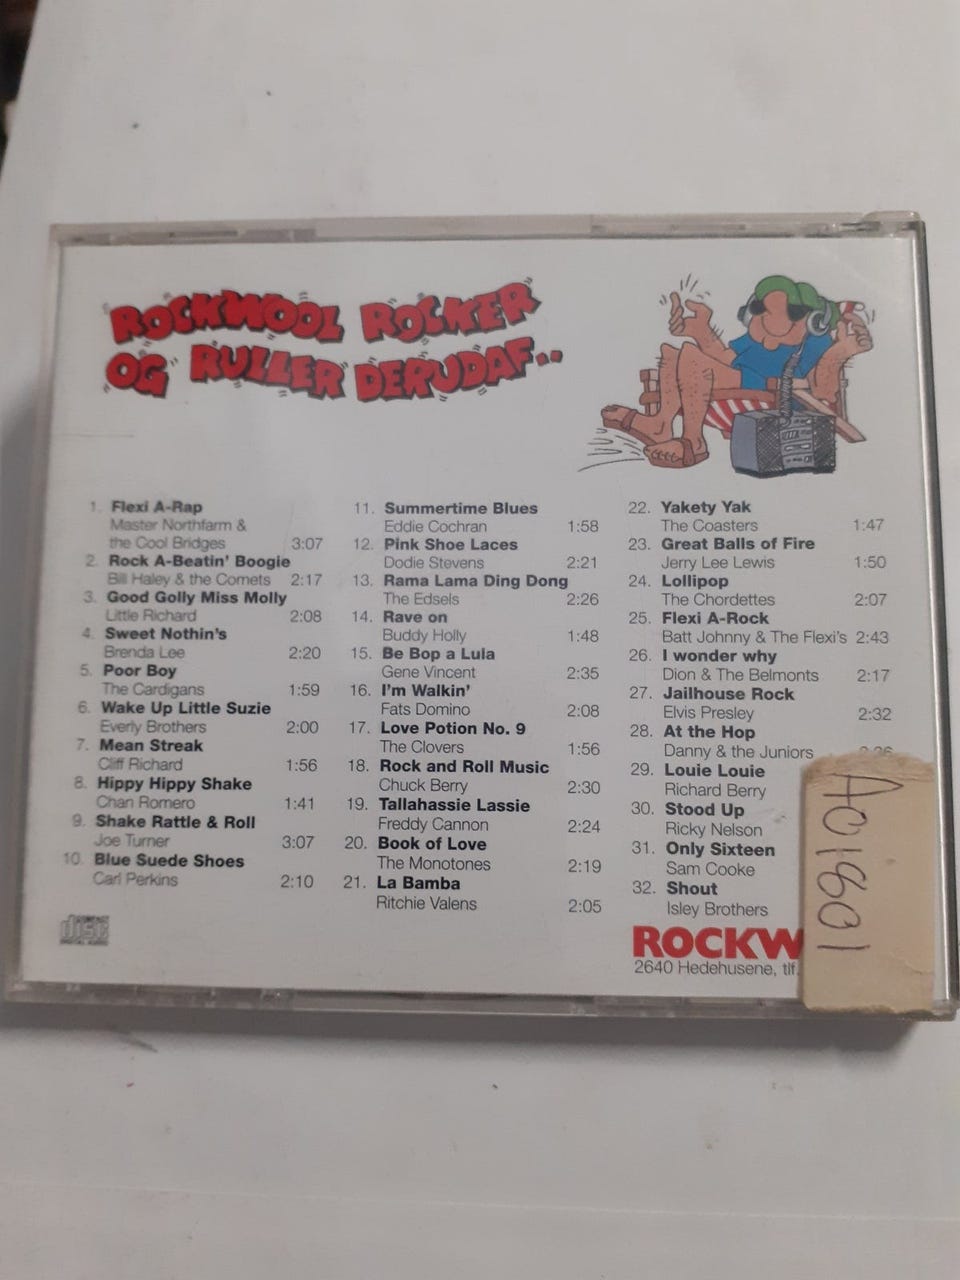 ROCKWOOL ROCKER
OG RULLER DERUDAF..
1. Flexi A-Rap
Master Northfarm &
the Cool Bridges 3:07
2. Rock A-Beatin' Boogie
Bill Haley & the Comets 2:17
3. Good Golly Miss Molly
Little Richard 2:08
4. Sweet Nothin's
Brenda Lee 2:20
5. Poor Boy
The Cardigans 1:59
6. Wake Up Little Suzie
Everly Brothers 2:00
7. Mean Streak
Cliff Richard 1:56
8. Hippy Hippy Shake
Chan Romero 1:41
9. Shake Rattle & Roll
Joe Turner 3:07
10. Blue Suede Shoes
Carl Perkins 2:10
COMPACT
disc
DIGITAL AUDIO
11. Summertime Blues
Eddie Cochran 1:58
12. Pink Shoe Laces
Dodie Stevens 2:21
13. Rama Lama Ding Dong
The Edsels 2:26
14. Rave on
Buddy Holly 1:48
15. Be Bop a Lula
Gene Vincent 2:35
16. I'm Walkin'
Fats Domino 2:08
17. Love Potion No. 9
The Clovers 1:56
18. Rock and Roll Music
Chuck Berry 2:30
19. Tallahassie Lassie
Freddy Cannon 2:24
20. Book of Love
The Monotones 2:19
21. La Bamba
Ritchie Valens 2:05
22. Yakety Yak
The Coasters 1:47
23. Great Balls of Fire
Jerry Lee Lewis 1:50
24. Lollipop
The Chordettes 2:07
25. Flexi A-Rock
Batt Johnny & The Flexi's 2:43
26. I wonder why
Dion & The Belmonts 2:17
27. Jailhouse Rock
Elvis Presley 2:32
28. At the Hop
Danny & the Juniors
29. Louie Louie
Richard Berry
30. Stood Up
Ricky Nelson
31. Only Sixteen
Sam Cooke
32. Shout
Isley Brothers
ROCKW
2640 Hedehusene, tlf.
AC1801